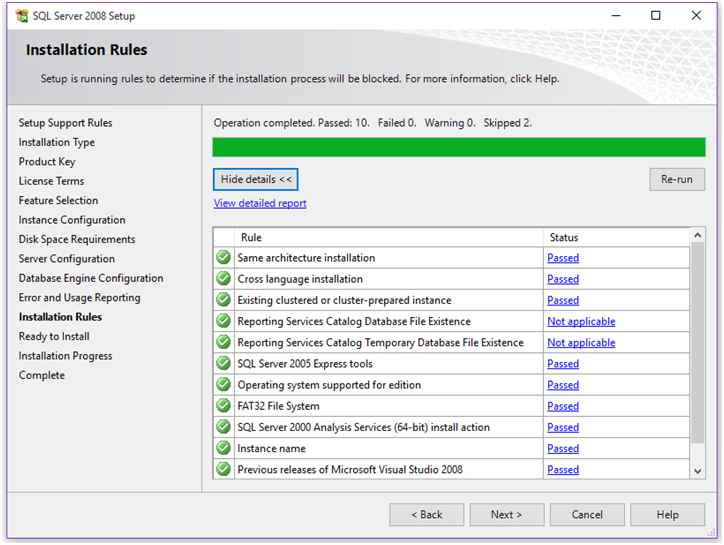 SQL Server 2008 Setup
Installation Rules
Setup is running rules to determine if the installation process will be blocked. For more information, click Help.
Setup Support Rules
Installation Type
Product Key
License Terms
Feature Selection
Instance Configuration
Disk Space Requirements
Server Configuration
Database Engine Configuration
Error and Usage Reporting
Installation Rules
Ready to Install
Installation Progress
Complete
Operation completed. Passed: 10. Failed 0. Warning 0. Skipped 2.
Hide details << Re-run
View detailed report
Rule Status
Same architecture installation Passed
Cross language installation Passed
Existing clustered or cluster-prepared instance Passed
Reporting Services Catalog Database File Existence Not applicable
Reporting Services Catalog Temporary Database File Existence Not applicable
SQL Server 2005 Express tools Passed
Operating system supported for edition Passed
FAT32 File System Passed
SQL Server 2000 Analysis Services (64-bit) install action Passed
Instance name Passed
Previous releases of Microsoft Visual Studio 2008 Passed
< Back Next > Cancel Help